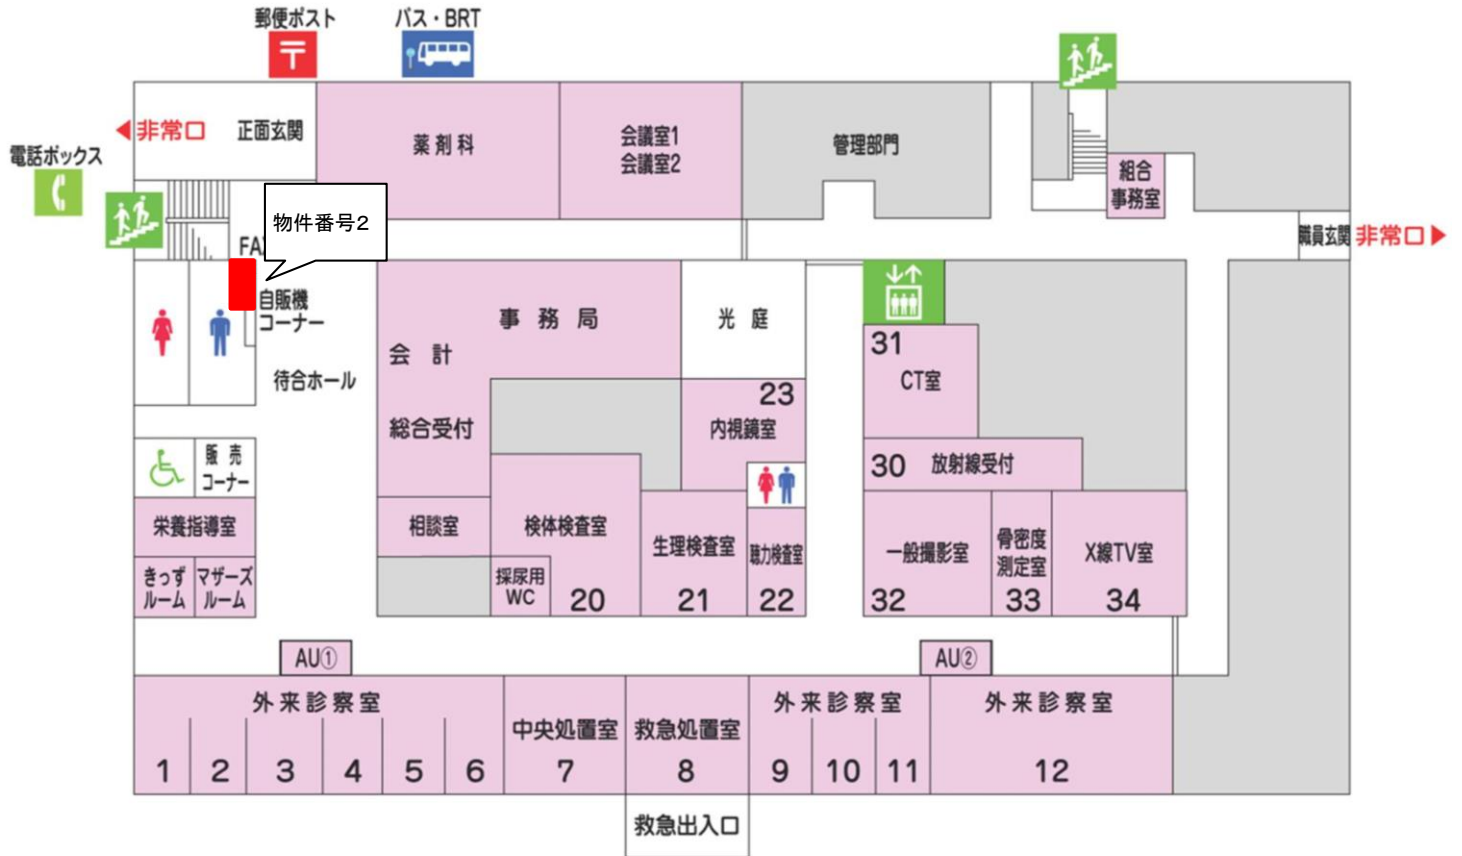 郵便ポスト
バス・BRT
非常口
正面玄関
薬剤科
会議室1
会議室2
管理部門
組合
事務室
電話ボックス
物件番号2
FA
職員玄関
非常口
自販機
コーナー
待合ホール
事務局
会計
総合受付
光庭
31
CT室
23
内視鏡室
30 放射線受付
販売
コーナー
栄養指導室
きっず
ルーム
マザーズ
ルーム
相談室
検体検査室
20
採尿用
WC
生理検査室
21
聴力検査室
22
一般撮影室
32
骨密度
測定室
33
X線TV室
34
AU①
AU②
外来診察室
1 2 3 4 5 6
中央処置室
7
救急処置室
8
外来診察室
9 10 11
外来診察室
12
救急出入口